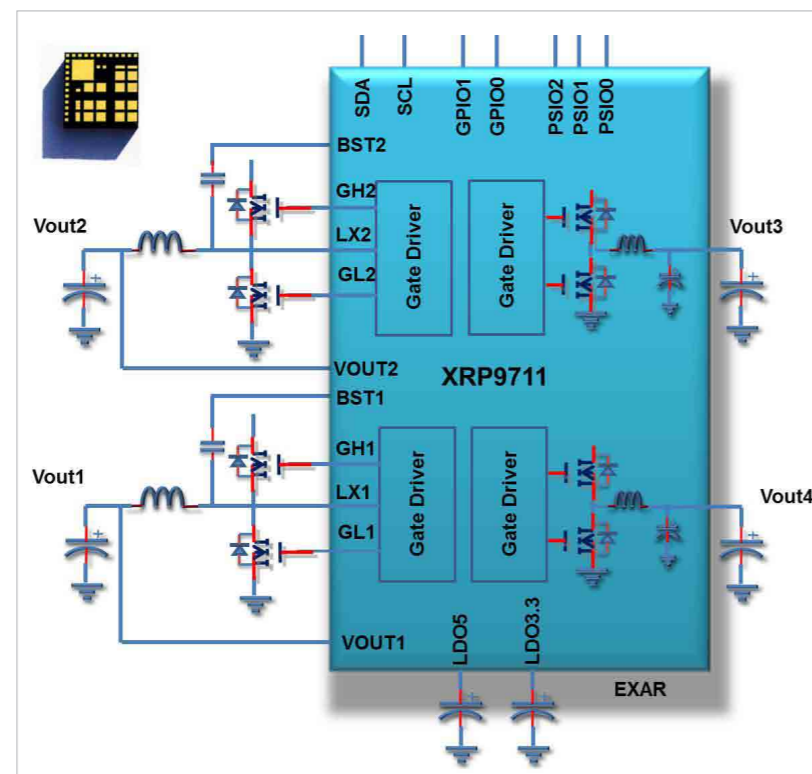 SDA
SCL
GPIO1
GPIO0
PSIO2
PSIO1
PSIO0
BST2
GH2
LX2
GL2
VOUT2
Vout2
Gate Driver
Gate Driver
Vout3
XRP9711
BST1
GH1
LX1
GL1
VOUT1
Vout1
Gate Driver
Gate Driver
Vout4
LDO5
LDO3.3
EXAR